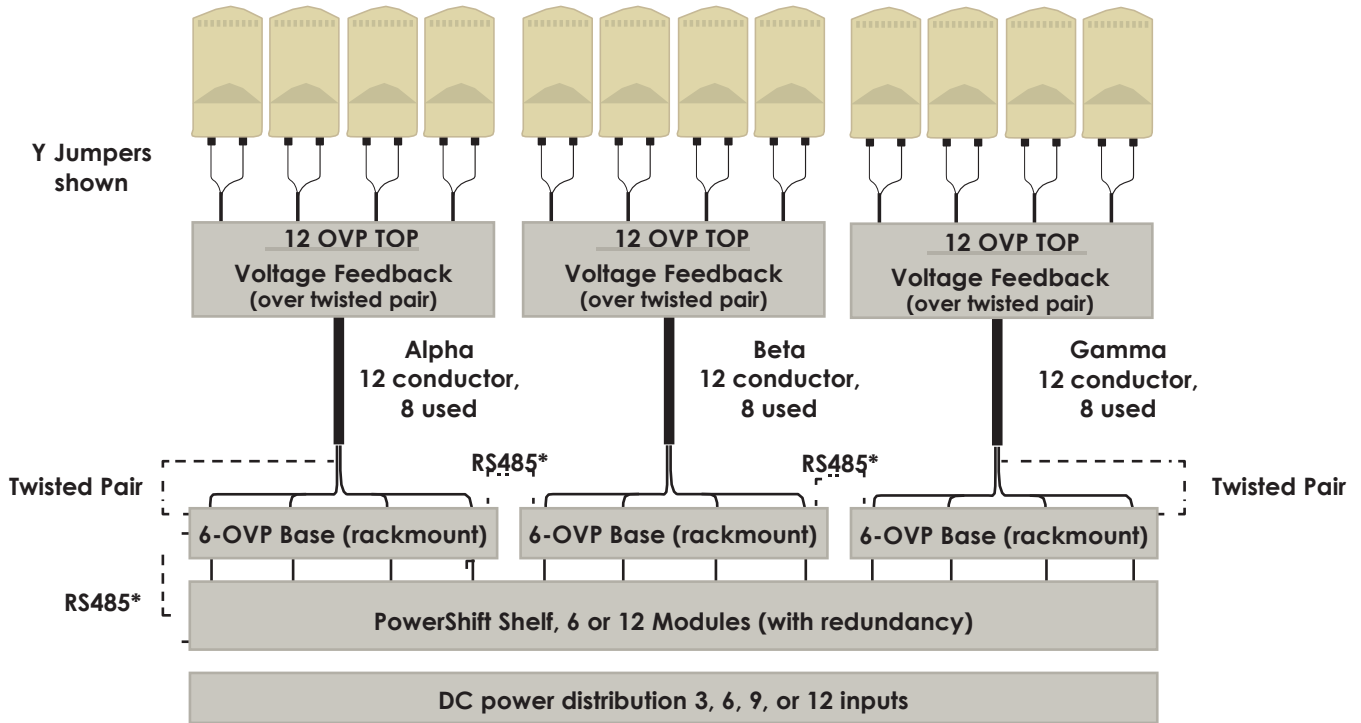 Y Jumpers
shown
12 OVP TOP
Voltage Feedback
(over twisted pair)
12 OVP TOP
Voltage Feedback
(over twisted pair)
12 OVP TOP
Voltage Feedback
(over twisted pair)
Alpha
12 conductor,
8 used
Beta
12 conductor,
8 used
Gamma
12 conductor,
8 used
Twisted Pair
RS485*
RS485*
Twisted Pair
6-OVP Base (rackmount)
6-OVP Base (rackmount)
6-OVP Base (rackmount)
RS485*
PowerShift Shelf, 6 or 12 Modules (with redundancy)
DC power distribution 3, 6, 9, or 12 inputs